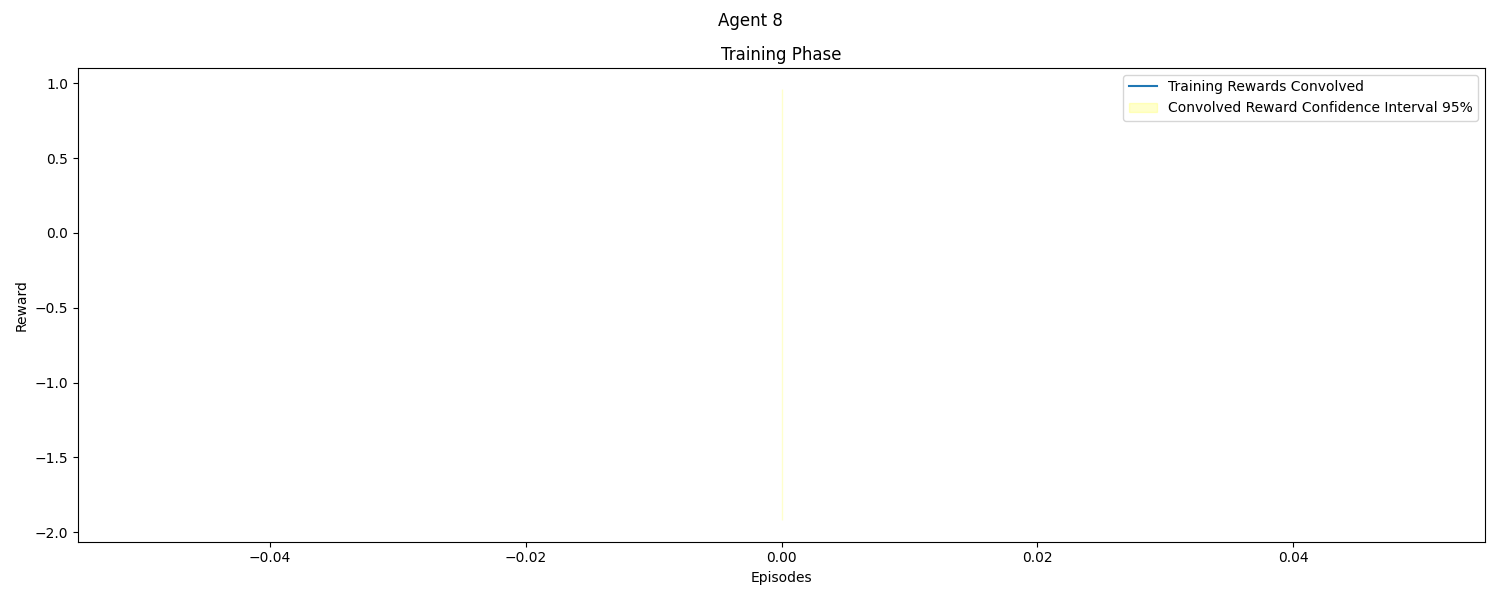 Agent 8
Training Phase
Training Rewards Convolved
Convolved Reward Confidence Interval 95%
1.0
0.5
0.0
−0.5
−1.0
−1.5
−2.0
Reward
−0.04
−0.02
0.00
0.02
0.04
Episodes